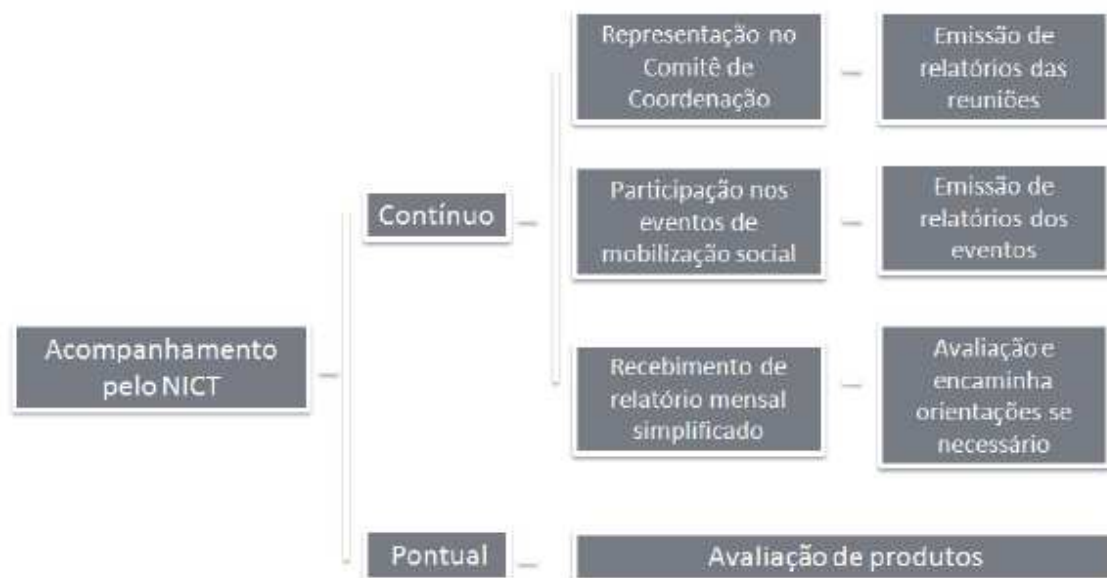 Representação no
Comitê de
Coordenação
Emissão de
relatórios das
reuniões
Contínuo
Participação nos
eventos de
mobilização social
Emissão de
relatórios dos
eventos
Acompanhamento
pelo NICT
Recebimento de
relatório mensal
simplificado
Avaliação e
encaminha
orientações se
necessário
Pontual
Avaliação de produtos